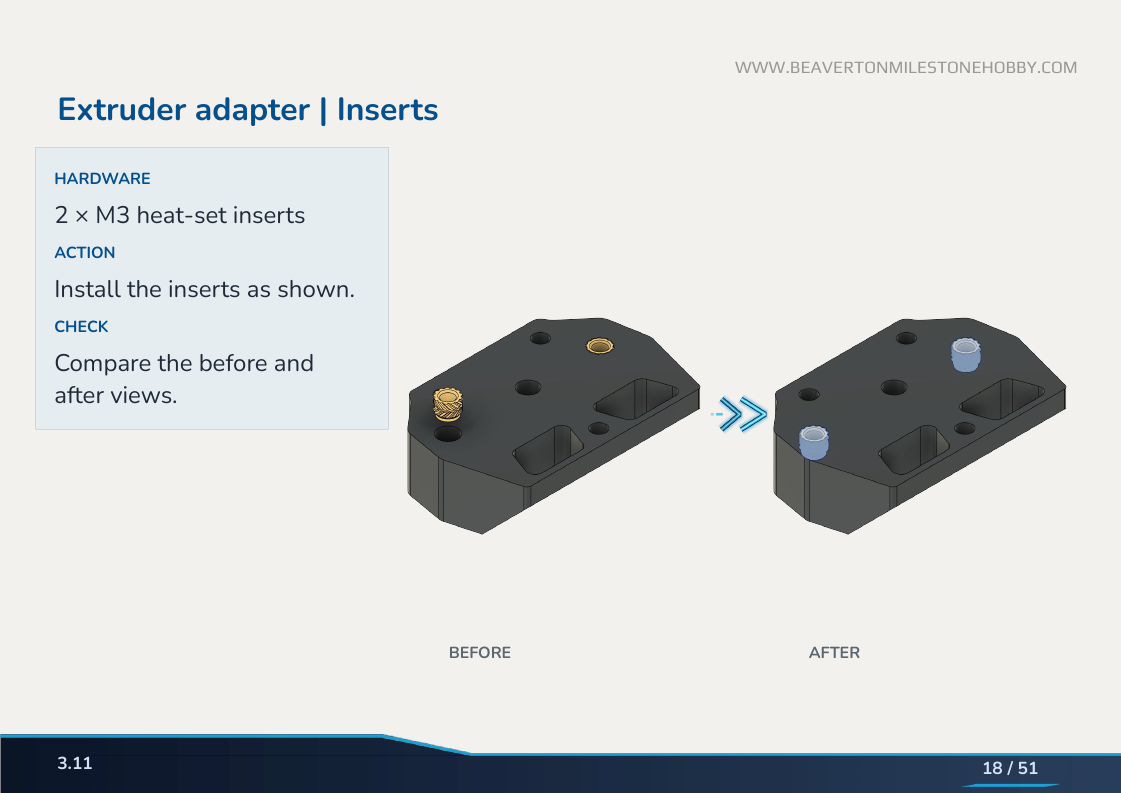 WWW.BEAVERTONMILESTONEHOBBY.COM
Extruder adapter | Inserts
HARDWARE
2 × M3 heat-set inserts
ACTION
Install the inserts as shown.
CHECK
Compare the before and
after views.
BEFORE
AFTER
3.11
18 / 51